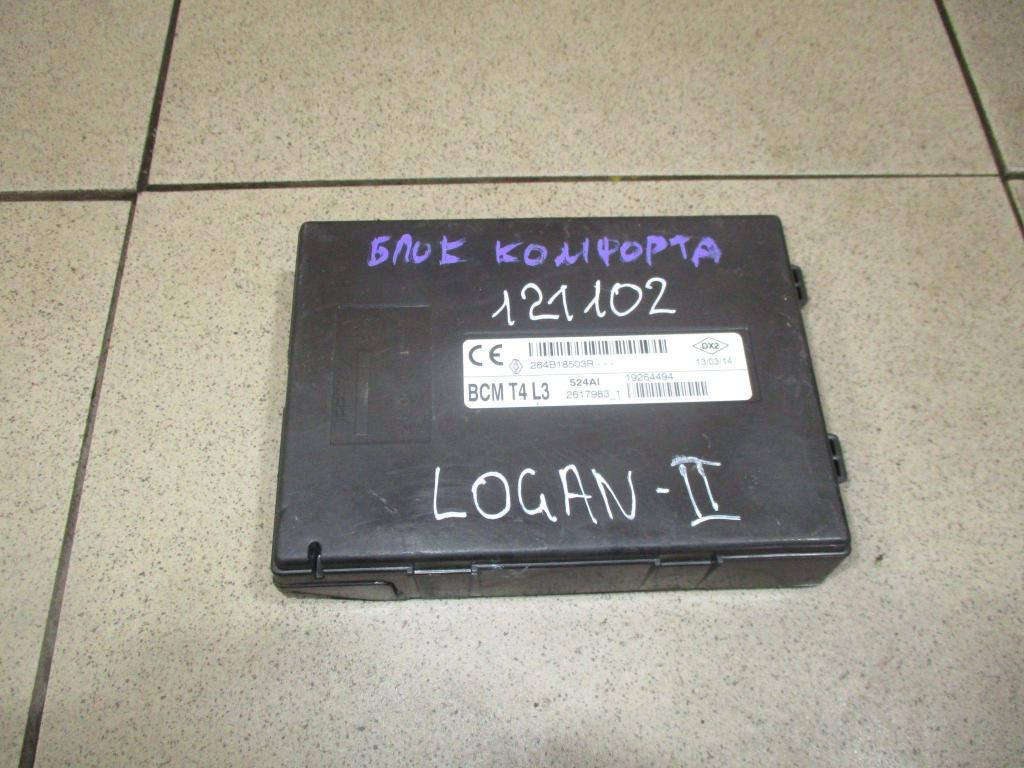 БЛОК КОМФОРТА
121102
CE 284B18503R--- DX2 13/03/14
BCM T4 L3 524AI 19264494
2617983_1
LOGAN-II